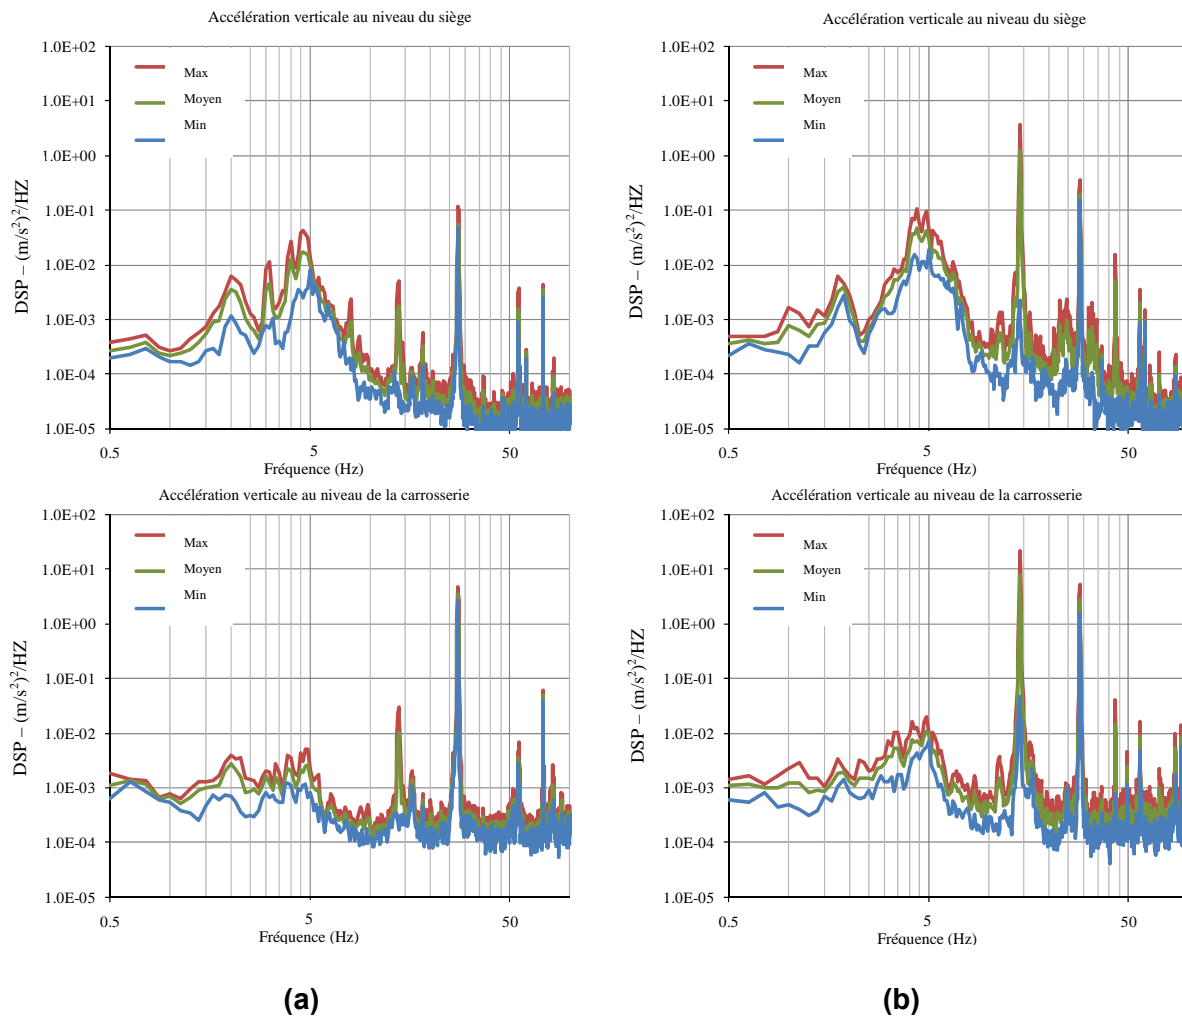 Accélération verticale au niveau du siège
1.0E+02
1.0E+01
1.0E+00
1.0E-01
1.0E-02
1.0E-03
1.0E-04
1.0E-05
DSP – (m/s²)²/HZ
Max
Moyen
Min
0.5
5
50
Fréquence (Hz)
Accélération verticale au niveau du siège
1.0E+02
1.0E+01
1.0E+00
1.0E-01
1.0E-02
1.0E-03
1.0E-04
1.0E-05
DSP – (m/s²)²/HZ
Max
Moyen
Min
0.5
5
50
Fréquence (Hz)
Accélération verticale au niveau de la carrosserie
1.0E+02
1.0E+01
1.0E+00
1.0E-01
1.0E-02
1.0E-03
1.0E-04
1.0E-05
DSP – (m/s²)²/HZ
Max
Moyen
Min
0.5
5
50
Fréquence (Hz)
Accélération verticale au niveau de la carrosserie
1.0E+02
1.0E+01
1.0E+00
1.0E-01
1.0E-02
1.0E-03
1.0E-04
1.0E-05
DSP – (m/s²)²/HZ
Max
Moyen
Min
0.5
5
50
Fréquence (Hz)
(a)
(b)